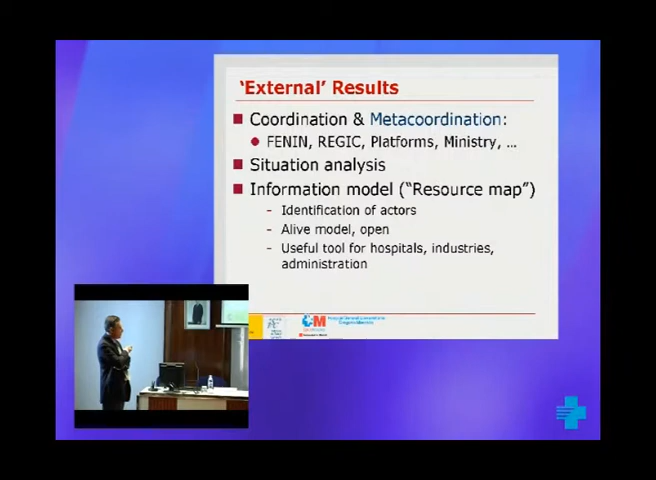 ‘External’ Results
Coordination & Metacoordination:
FENIN, REGIC, Platforms, Ministry, ...
Situation analysis
Information model (“Resource map”)
- Identification of actors
- Alive model, open
- Useful tool for hospitals, industries,
administration